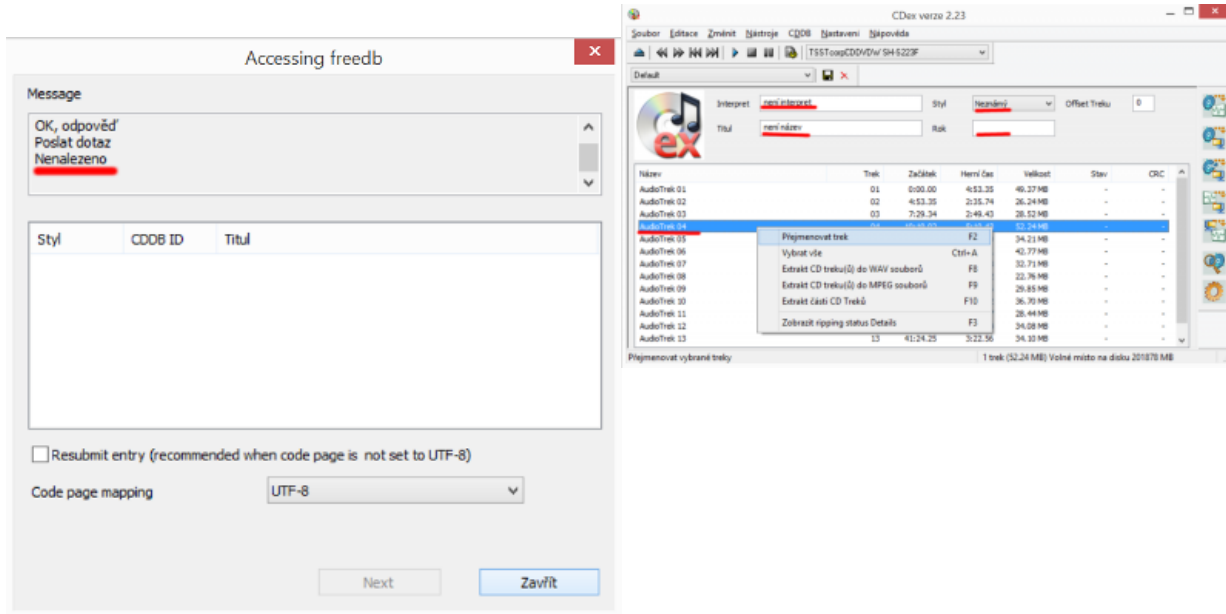 Accessing freedb
Message
OK, odpověď
Poslat dotaz
Nenalezeno
Styl CDDB ID Titul
Resubmit entry (recommended when code page is not set to UTF-8)
Code page mapping UTF-8
Next Zavřít
CDex verze 2.23
Soubor Editace Změnit Nástroje CDDB Nastavení Nápověda
TSSTcorpCDDVDW SH-S223F
Default
Interpret není interpret Styl Neznámý Offset Treku 0
Titul není název Rok
ex
Název Trek Začátek Herní čas Velikost Stav CRC
AudioTrek 01 01 0:00.00 4:53.35 49.37 MB - -
AudioTrek 02 02 4:53.35 2:35.74 26.24 MB - -
AudioTrek 03 03 7:29.34 2:49.43 28.52 MB - -
AudioTrek 04 04 52.24 MB - -
AudioTrek 05 34.21 MB - -
AudioTrek 06 42.77 MB - -
AudioTrek 07 32.71 MB - -
AudioTrek 08 22.76 MB - -
AudioTrek 09 29.85 MB - -
AudioTrek 10 36.70 MB - -
AudioTrek 11 28.44 MB - -
AudioTrek 12 34.08 MB - -
AudioTrek 13 13 41:24.25 3:22.56 34.10 MB - -
Přejmenovat trek F2
Vybrat vše Ctrl+A
Extrakt CD treku(ů) do WAV souborů F8
Extrakt CD treku(ů) do MPEG souborů F9
Extrakt části CD Treků F10
Zobrazit ripping status Details F3
Přejmenovat vybrané treky 1 trek (52.24 MB) Volné místo na disku 201878 MB